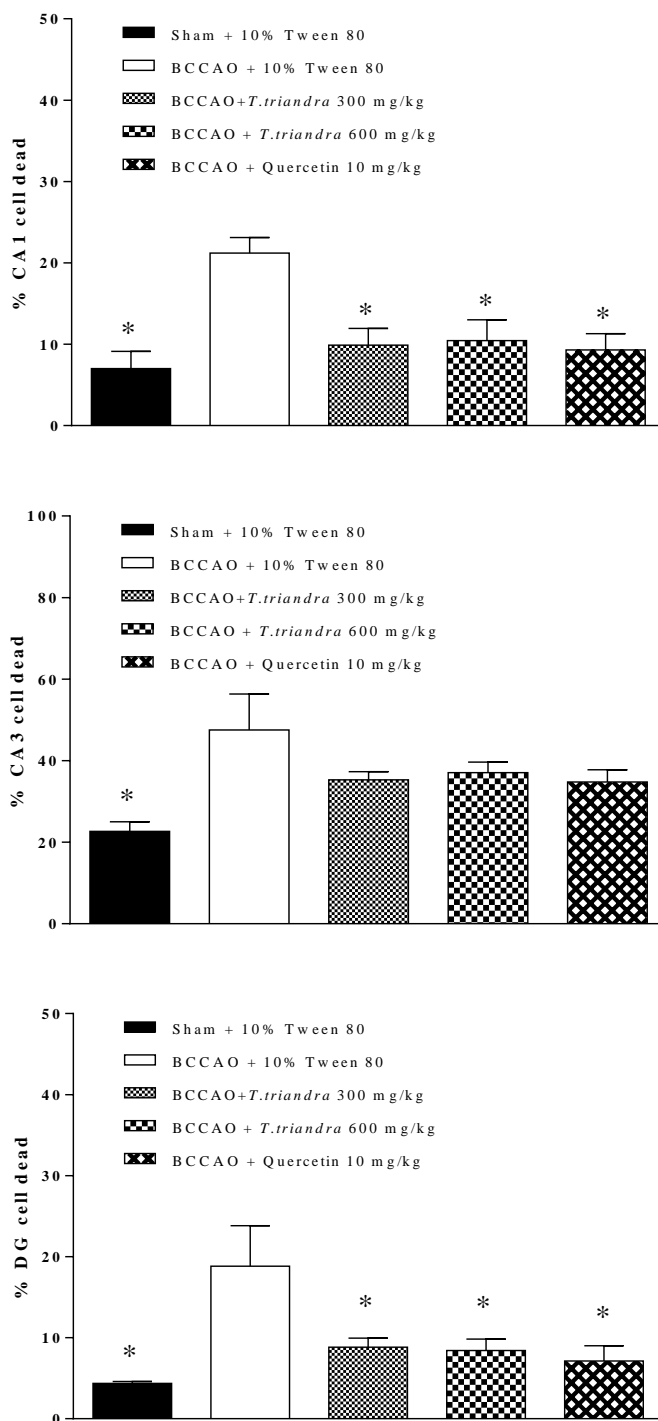 50
40
30
20
10
0
% CA1 cell dead
Sham + 10% Tween 80
BCCAO + 10% Tween 80
BCCAO+T.triandra 300 mg/kg
BCCAO + T.triandra 600 mg/kg
BCCAO + Quercetin 10 mg/kg
*
*
*
*
100
80
60
40
20
0
% CA3 cell dead
Sham + 10% Tween 80
BCCAO + 10% Tween 80
BCCAO+T.triandra 300 mg/kg
BCCAO + T.triandra 600 mg/kg
BCCAO + Quercetin 10 mg/kg
*
50
40
30
20
10
0
% DG cell dead
Sham + 10% Tween 80
BCCAO + 10% Tween 80
BCCAO+T.triandra 300 mg/kg
BCCAO + T.triandra 600 mg/kg
BCCAO + Quercetin 10 mg/kg
*
*
*
*